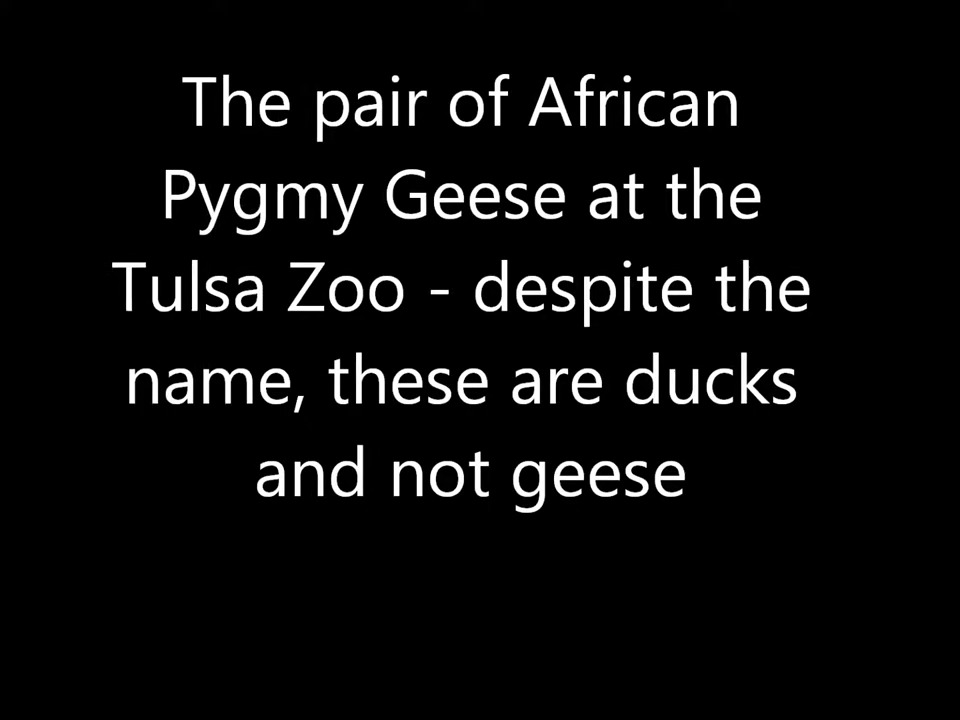 The pair of African
Pygmy Geese at the
Tulsa Zoo - despite the
name, these are ducks
and not geese